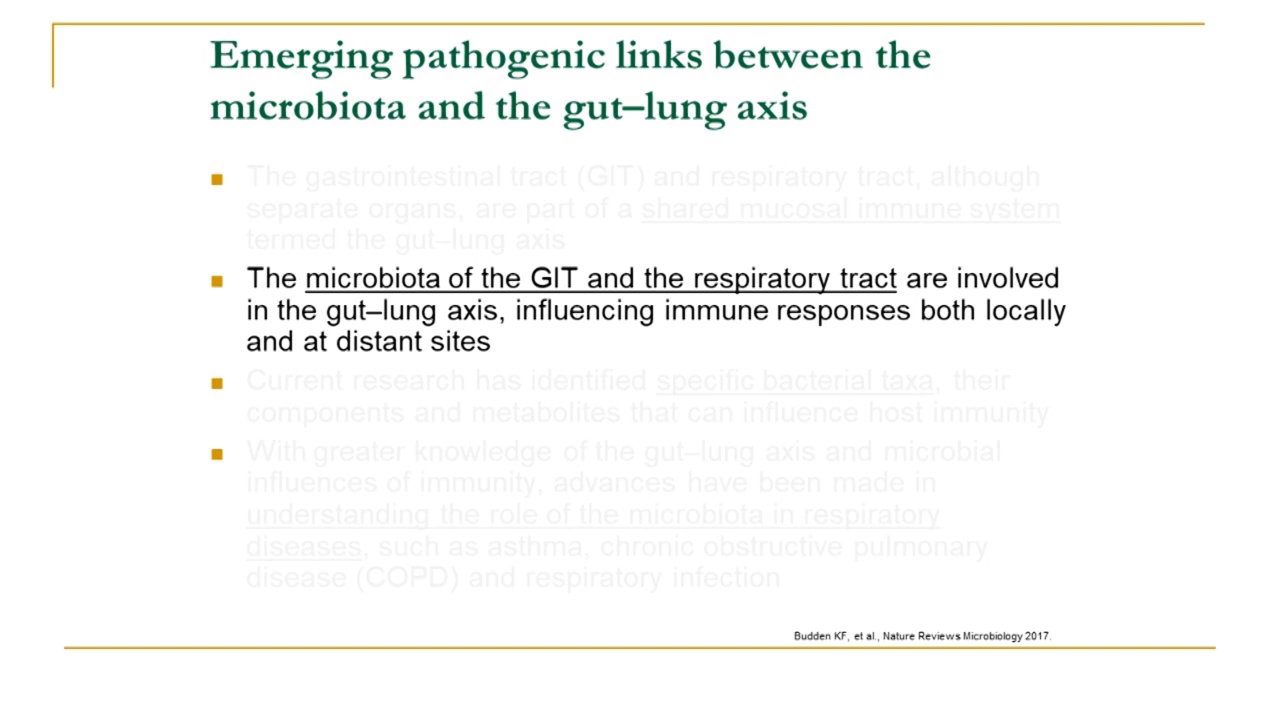 Emerging pathogenic links between the
microbiota and the gut–lung axis
The gastrointestinal tract (GIT) and respiratory tract, although
separate organs, are part of a shared mucosal immune system
termed the gut–lung axis
The microbiota of the GIT and the respiratory tract are involved
in the gut–lung axis, influencing immune responses both locally
and at distant sites
Current research has identified specific bacterial taxa, their
components and metabolites that can influence host immunity
With greater knowledge of the gut–lung axis and microbial
influences of immunity, advances have been made in
understanding the role of the microbiota in respiratory
diseases, such as asthma, chronic obstructive pulmonary
disease (COPD) and respiratory infection
Budden KF, et al., Nature Reviews Microbiology 2017.